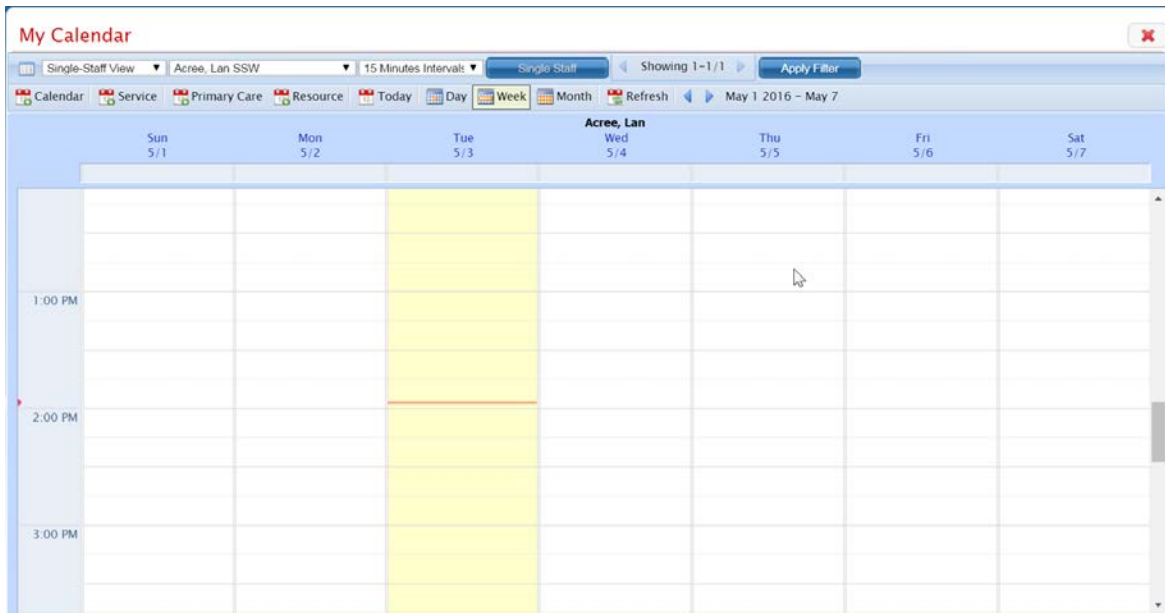 My Calendar
Single-Staff View Acree, Lan SSW 15 Minutes Intervals Single Staff Showing 1-1/1 Apply Filter
Calendar Service Primary Care Resource Today Day Week Month Refresh May 1 2016 - May 7
Acree, Lan
Sun Mon Tue Wed Thu Fri Sat
5/1 5/2 5/3 5/4 5/5 5/6 5/7
1:00 PM
2:00 PM
3:00 PM